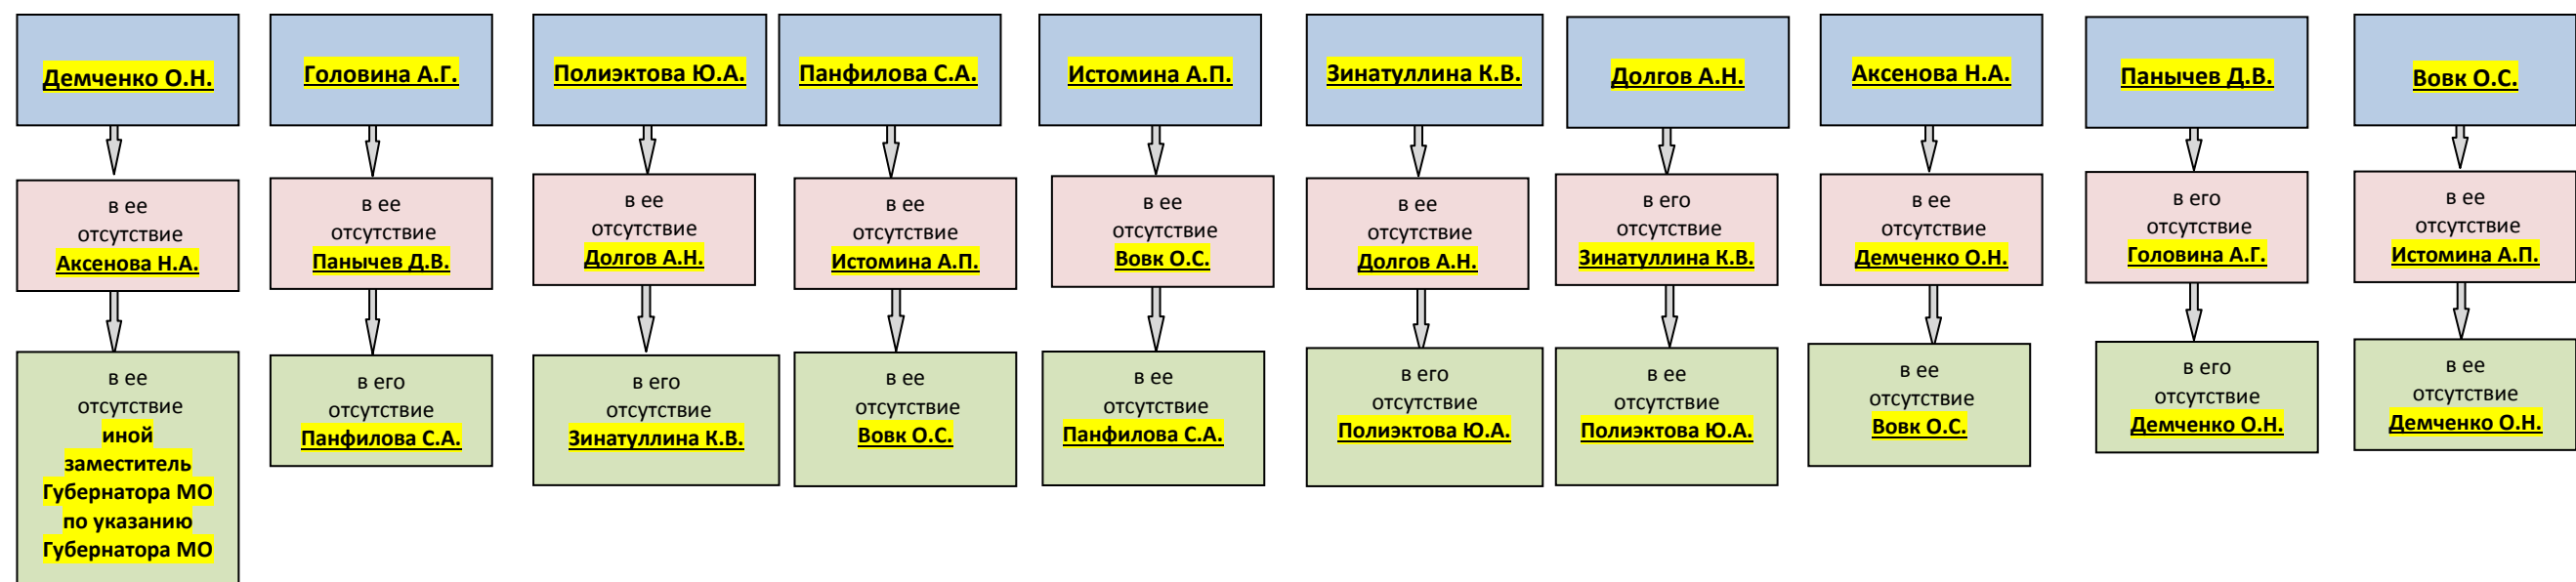 Демченко О.Н.
Головина А.Г.
Полиэктова Ю.А.
Панфилова С.А.
Истомина А.П.
Зинатуллина К.В.
Долгов А.Н.
Аксенова Н.А.
Панычев Д.В.
Вовк О.С.
в ее
отсутствие
Аксенова Н.А.
в ее
отсутствие
Панычев Д.В.
в ее
отсутствие
Долгов А.Н.
в ее
отсутствие
Истомина А.П.
в ее
отсутствие
Вовк О.С.
в ее
отсутствие
Долгов А.Н.
в его
отсутствие
Зинатуллина К.В.
в ее
отсутствие
Демченко О.Н.
в его
отсутствие
Головина А.Г.
в ее
отсутствие
Истомина А.П.
в ее
отсутствие
иной
заместитель
Губернатора МО
по указанию
Губернатора МО
в его
отсутствие
Панфилова С.А.
в его
отсутствие
Зинатуллина К.В.
в ее
отсутствие
Вовк О.С.
в ее
отсутствие
Панфилова С.А.
в его
отсутствие
Полиэктова Ю.А.
в ее
отсутствие
Полиэктова Ю.А.
в ее
отсутствие
Вовк О.С.
в его
отсутствие
Демченко О.Н.
в ее
отсутствие
Демченко О.Н.